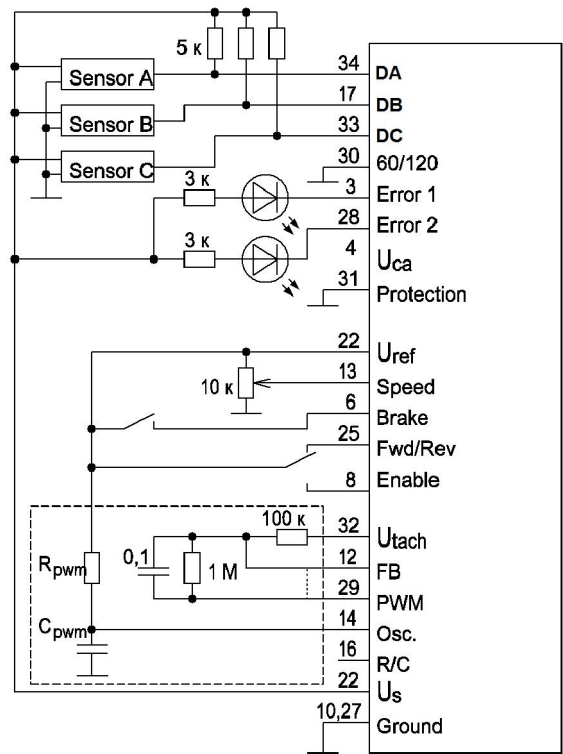 5 к
34 DA
Sensor A
17 DB
Sensor B
33 DC
Sensor C
30 60/120
3 к
3 Error 1
28 Error 2
3 к
4 Uca
31 Protection
22 Uref
10 к
13 Speed
6 Brake
25 Fwd/Rev
8 Enable
100 к
32 Utach
0,1
1 M
12 FB
Rpwm
29 PWM
Cpwm
14 Osc.
16 R/C
22 Us
10,27 Ground